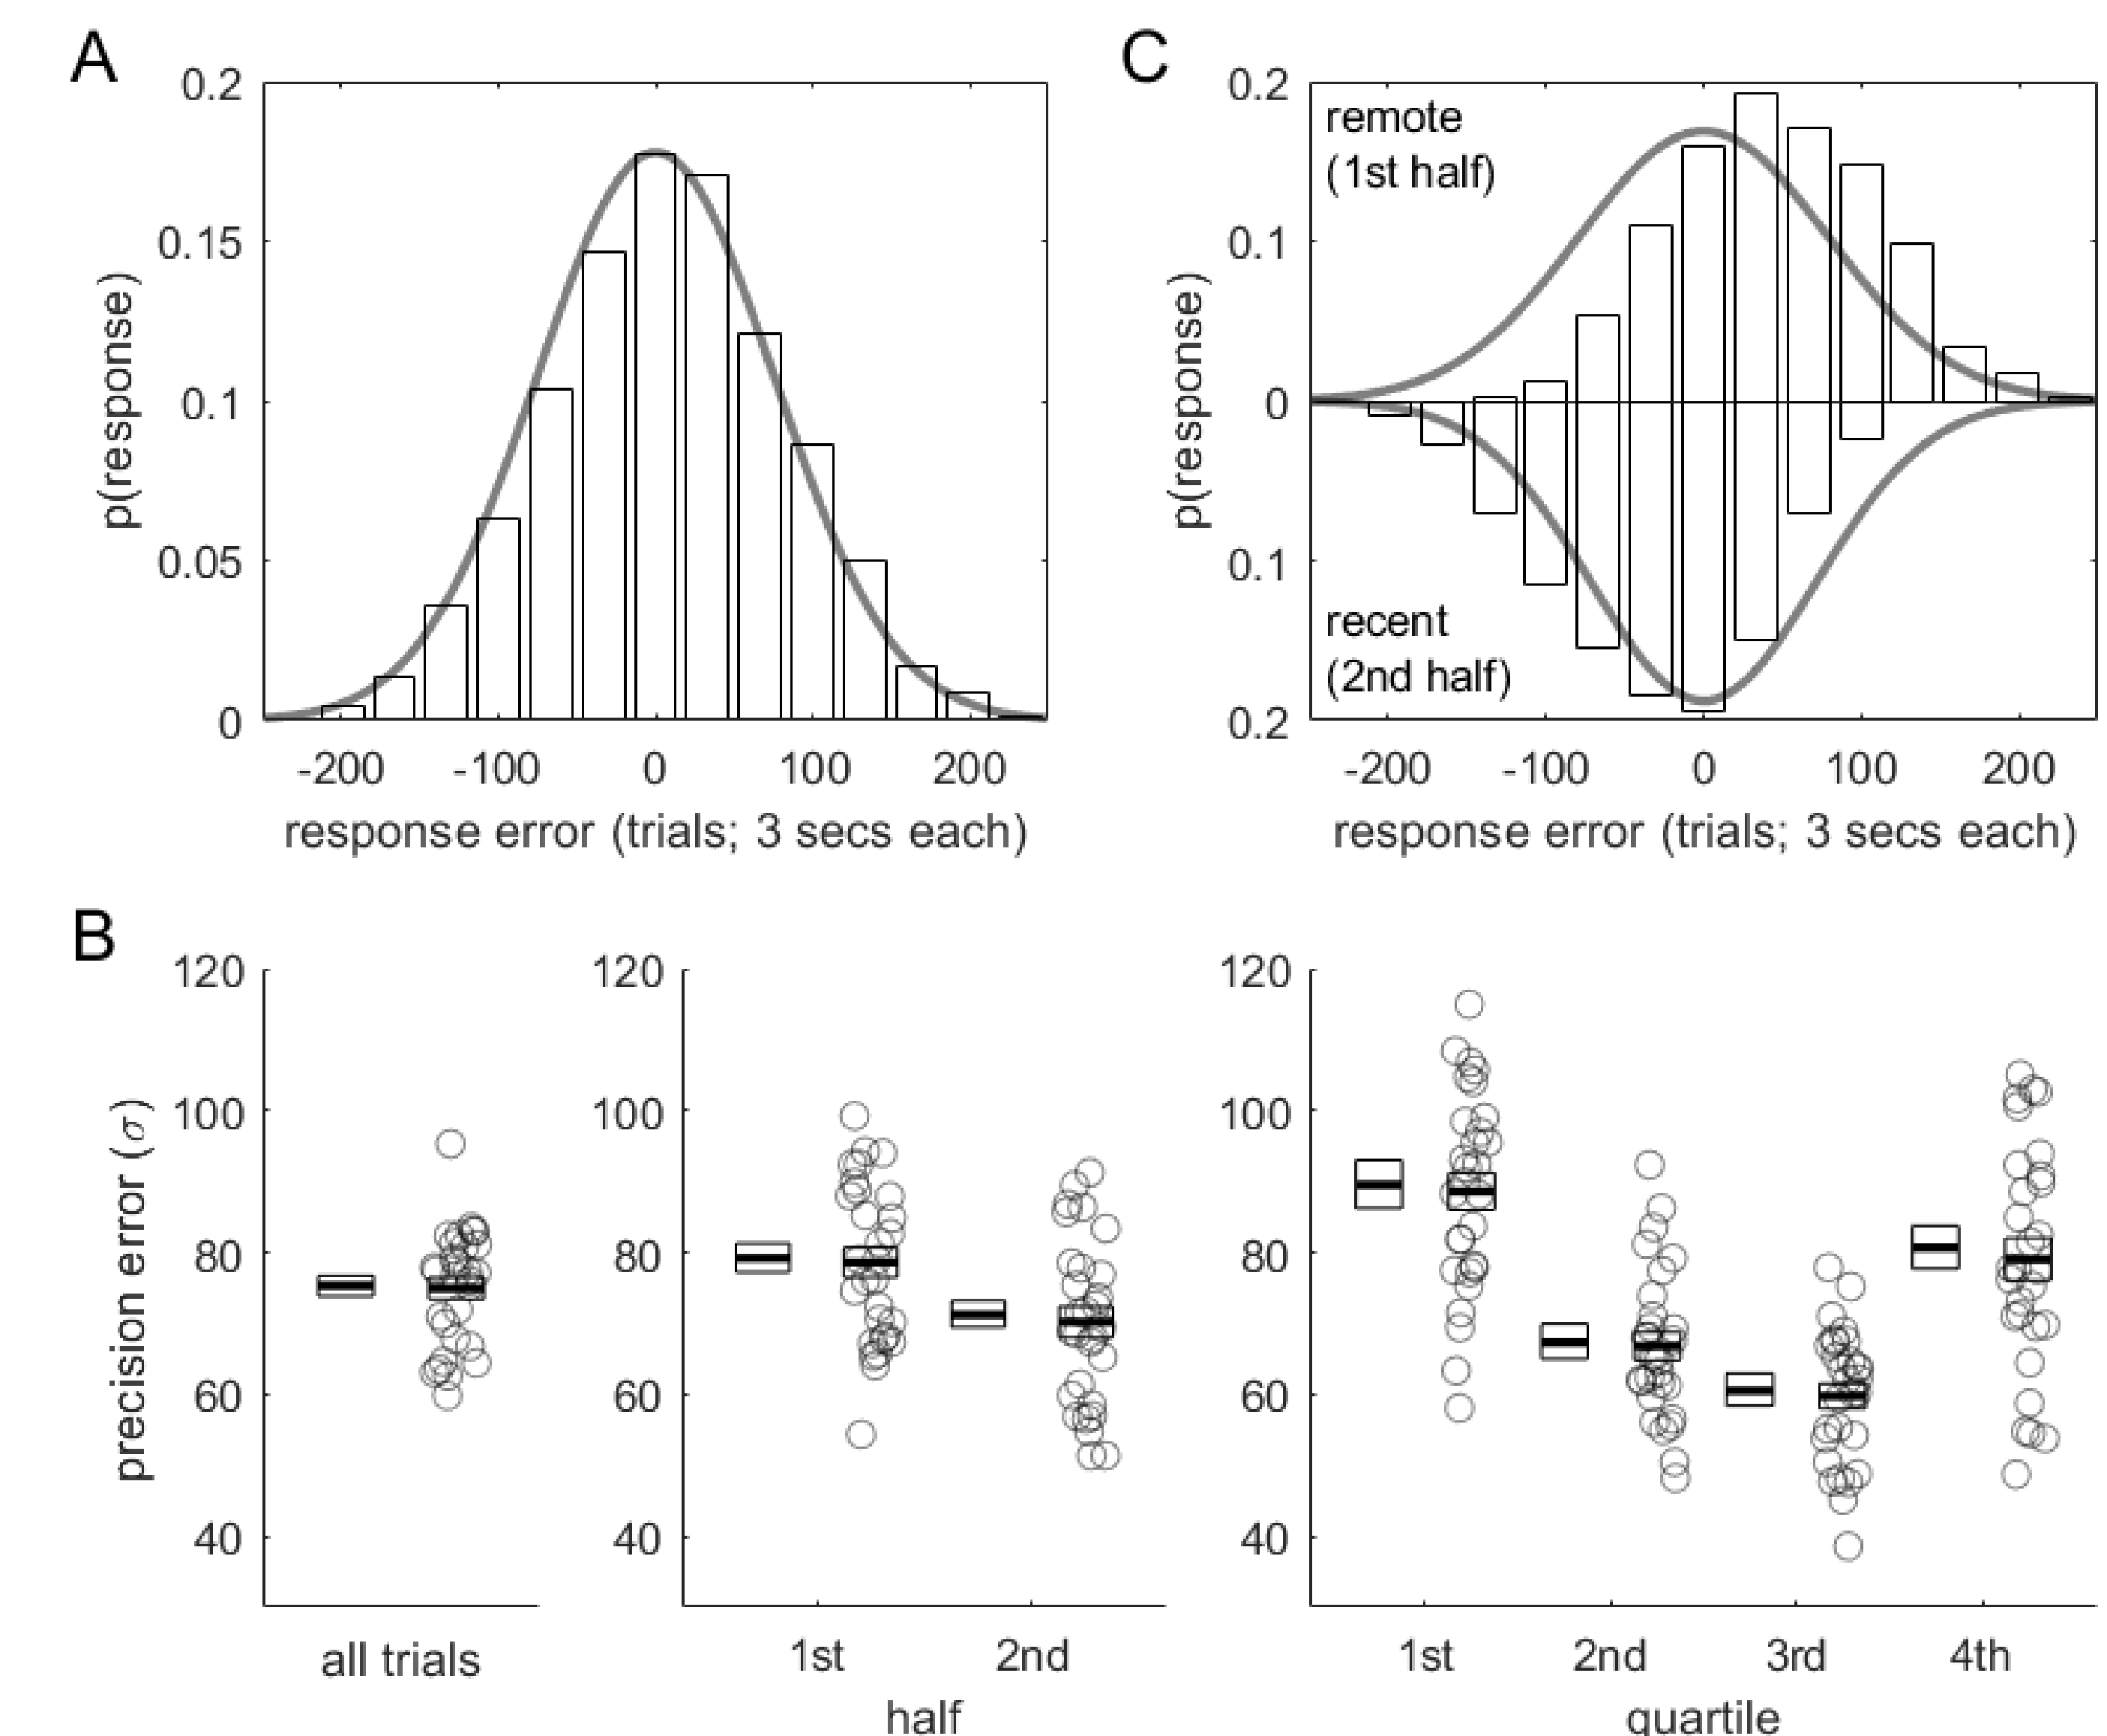 A
0.2
0.15
0.1
0.05
0
p(response)
-200 -100 0 100 200
response error (trials; 3 secs each)
C
0.2
0.1
0
0.1
0.2
p(response)
remote
(1st half)
recent
(2nd half)
-200 -100 0 100 200
response error (trials; 3 secs each)
B
120
100
80
60
40
precision error (σ)
all trials
120
100
80
60
40
1st 2nd
half
120
100
80
60
40
1st 2nd 3rd 4th
quartile